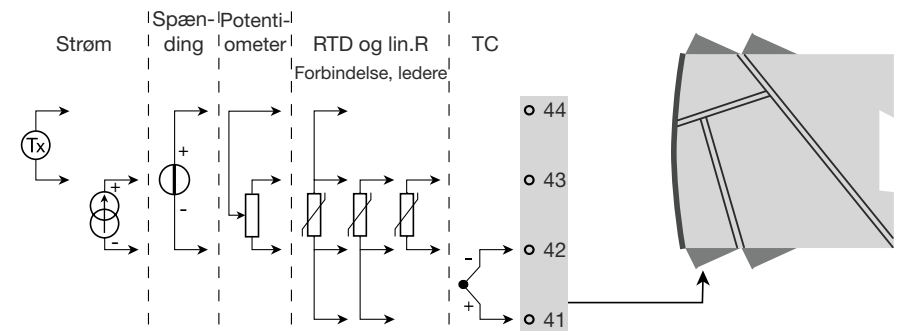 Strøm
Spæn-
ding
Potenti-
ometer
RTD og lin.R
Forbindelse, ledere
TC
44
Tx
+
43
+
-
+
-
42
-
+
41